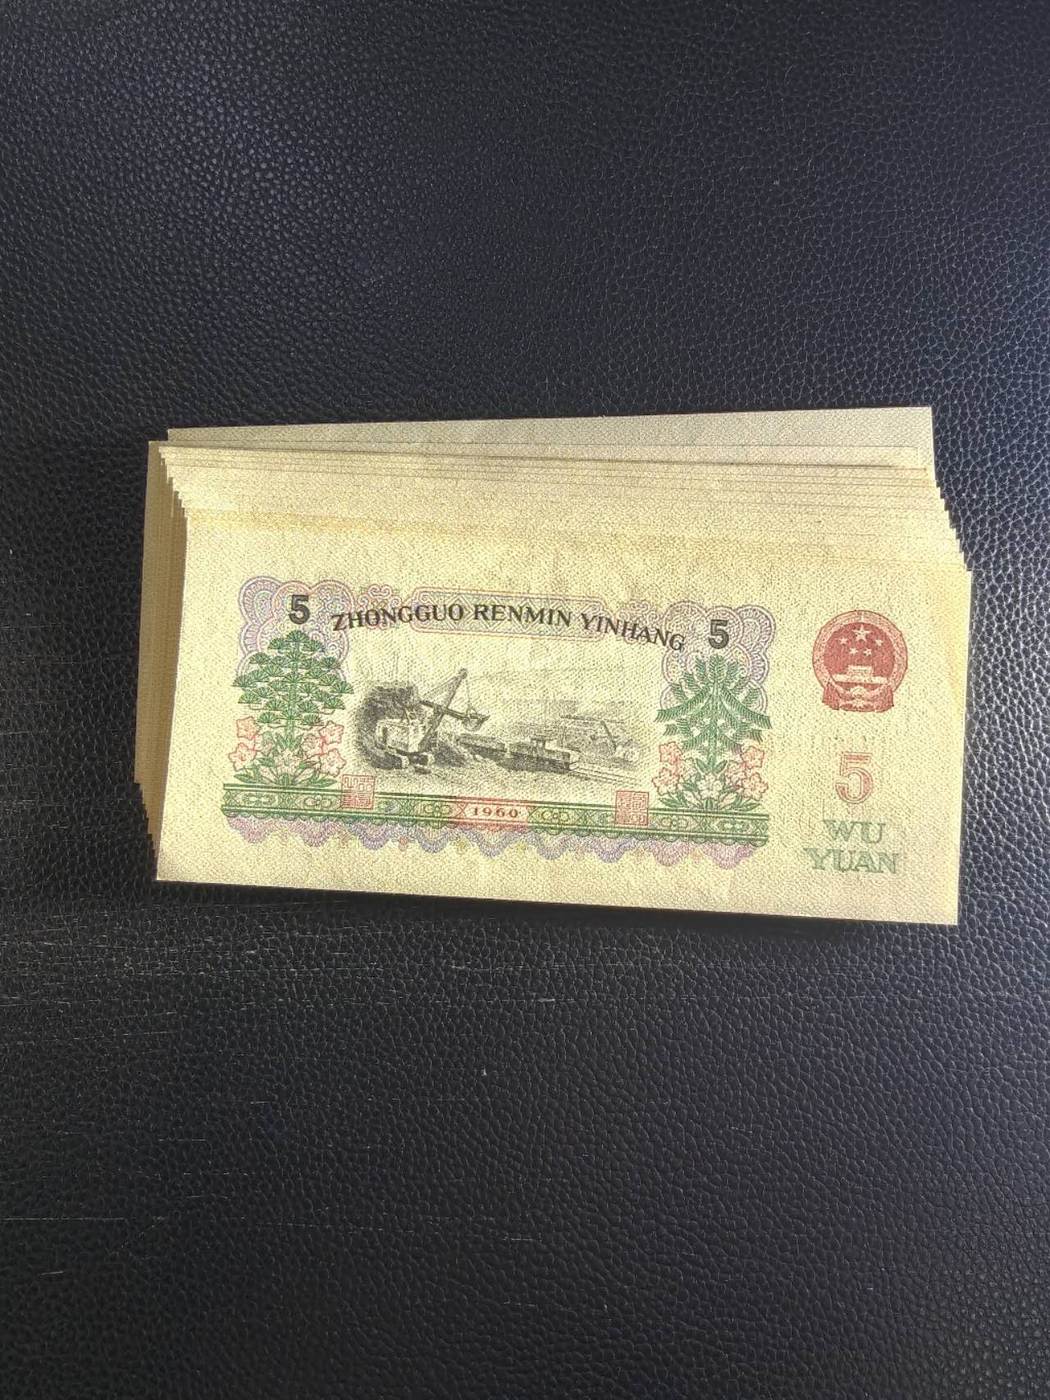 5 ZHONGGUO RENMIN YINHANG 5
1960
5
WU
YUAN